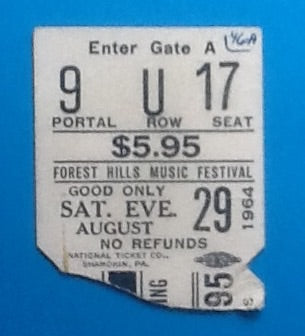 Enter Gate A
9 U 17
PORTAL ROW SEAT
$5.95
FOREST HILLS MUSIC FESTIVAL
GOOD ONLY
SAT. EVE. 29 1964
AUGUST
NO REFUNDS
NATIONAL TICKET CO.,
SHAMOKIN, PA.
95